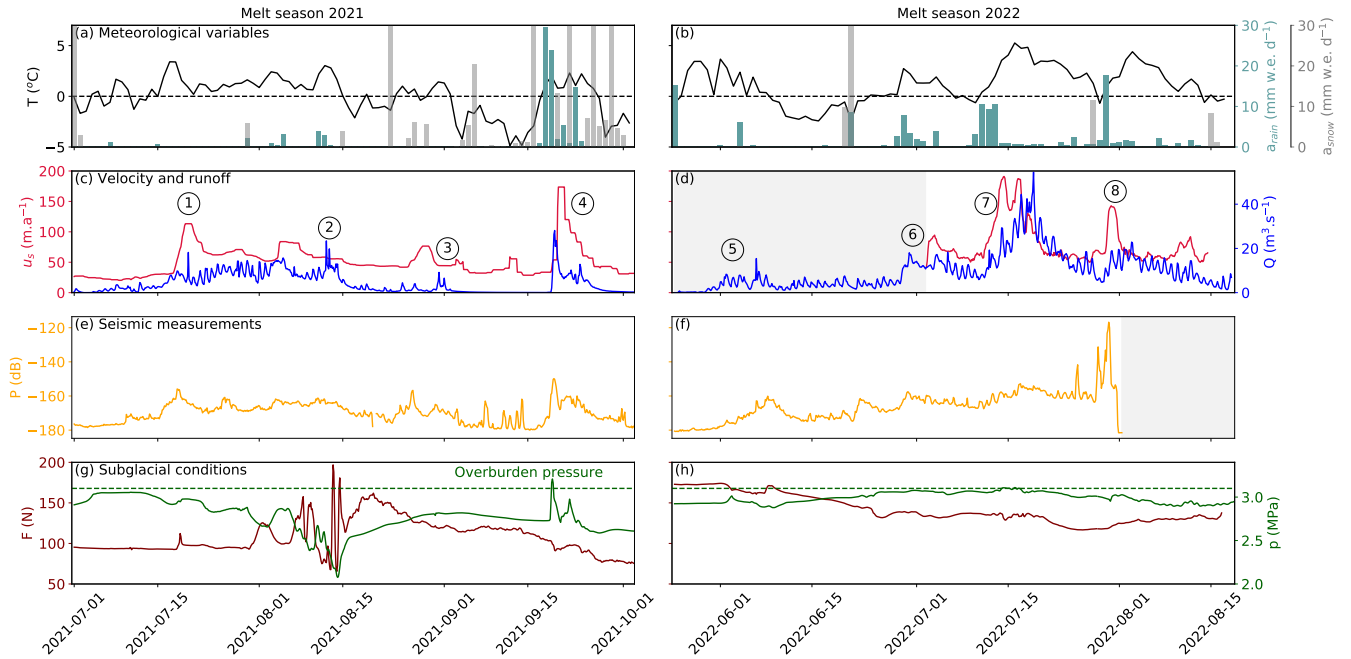 Melt season 2021
Melt season 2022
(a) Meteorological variables
(b)
T (°C)
5
0
−5
30
20
10
0
a_rain (mm w.e. d⁻¹)
30
20
10
0
a_snow (mm w.e. d⁻¹)
(c) Velocity and runoff
(d)
u_s (m.a⁻¹)
200
150
100
50
0
1
2
3
4
5
6
7
8
40
20
0
Q (m³.s⁻¹)
(e) Seismic measurements
(f)
P (dB)
−120
−140
−160
−180
(g) Subglacial conditions
Overburden pressure
(h)
F (N)
200
150
100
50
3.0
2.5
2.0
p (MPa)
2021-07-01
2021-07-15
2021-08-01
2021-08-15
2021-09-01
2021-09-15
2021-10-01
2022-06-01
2022-06-15
2022-07-01
2022-07-15
2022-08-01
2022-08-15